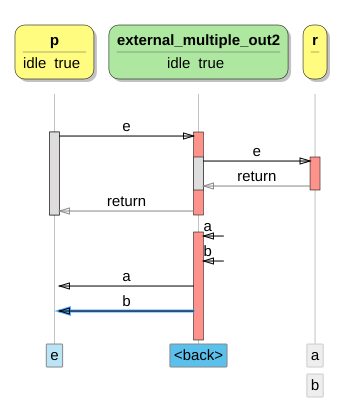 p external_multiple_out2 r
idle true idle true
e
e
return
return
a
b
a
b
e <back> a
b